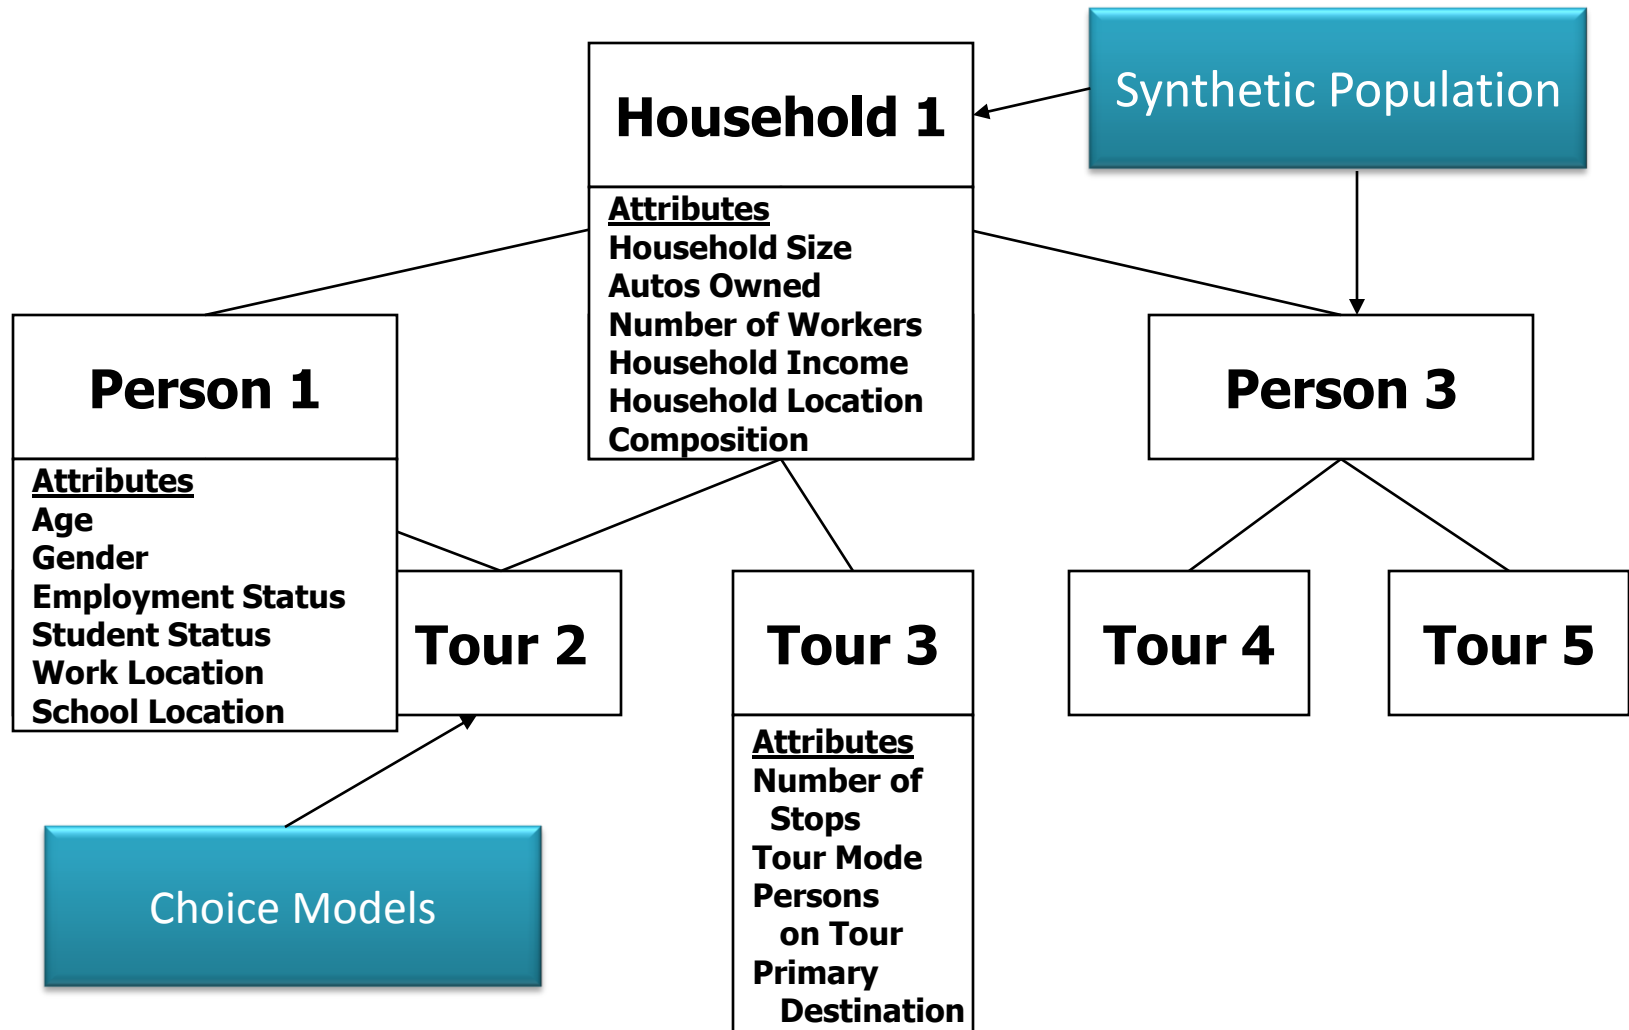 Synthetic Population
Household 1
Attributes
Household Size
Autos Owned
Number of Workers
Household Income
Household Location
Composition
Person 1
Attributes
Age
Gender
Employment Status
Student Status
Work Location
School Location
Person 3
Tour 2
Tour 3
Attributes
Number of
Stops
Tour Mode
Persons
on Tour
Primary
Destination
Tour 4
Tour 5
Choice Models